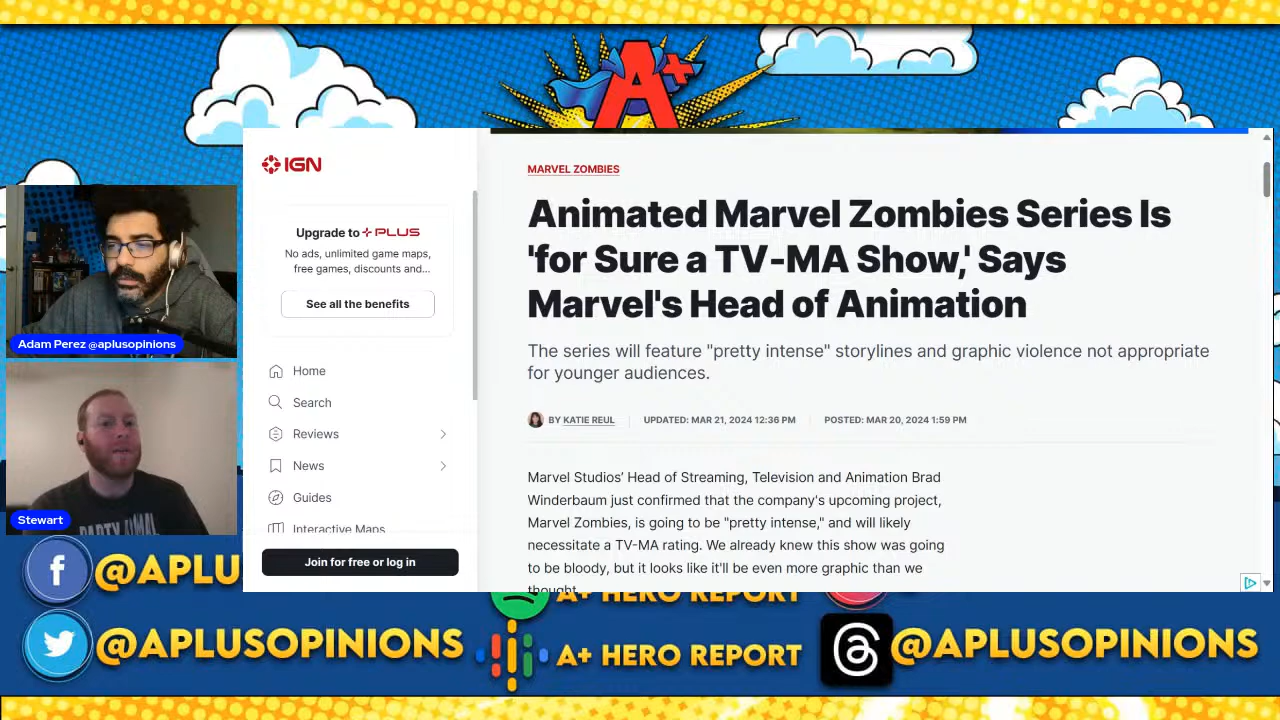 A+
IGN
Upgrade to PLUS
No ads, unlimited game maps,
free games, discounts and...
See all the benefits
Home
Search
Reviews
News
Guides
Interactive Maps
Join for free or log in
MARVEL ZOMBIES
Animated Marvel Zombies Series Is
'for Sure a TV-MA Show,' Says
Marvel's Head of Animation
The series will feature "pretty intense" storylines and graphic violence not appropriate
for younger audiences.
BY KATIE REUL
UPDATED: MAR 21, 2024 12:36 PM
POSTED: MAR 20, 2024 1:59 PM
Marvel Studios' Head of Streaming, Television and Animation Brad
Winderbaum just confirmed that the company's upcoming project,
Marvel Zombies, is going to be "pretty intense," and will likely
necessitate a TV-MA rating. We already knew this show was going
to be bloody, but it looks like it'll be even more graphic than we
thought.
Adam Perez @aplusopinions
PARTY ANIMAL
Stewart
@APLU
A+ HERO REPORT
@APLUSOPINIONS
A+ HERO REPORT
@APLUSOPINIONS